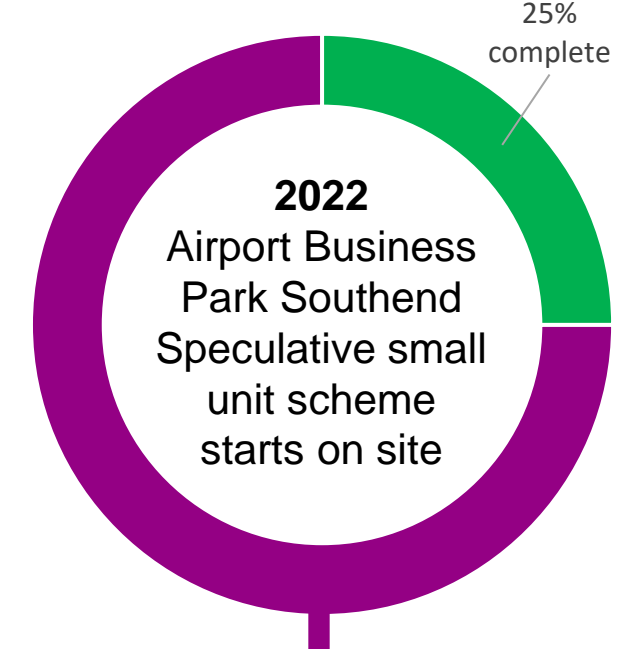 25%
complete
2022
Airport Business
Park Southend
Speculative small
unit scheme
starts on site